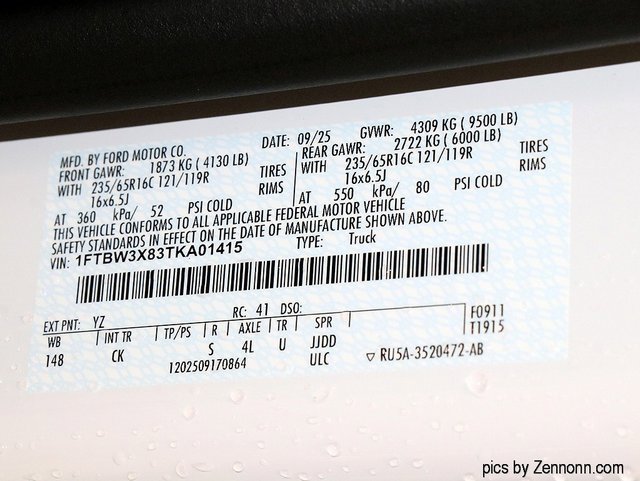 MFD. BY FORD MOTOR CO. DATE: 09/25 GVWR: 4309 KG ( 9500 LB)
FRONT GAWR: 1873 KG ( 4130 LB) REAR GAWR: 2722 KG ( 6000 LB)
WITH 235/65R16C 121/119R TIRES WITH 235/65R16C 121/119R TIRES
16x6.5J RIMS 16x6.5J RIMS
AT 360 kPa/ 52 PSI COLD AT 550 kPa/ 80 PSI COLD
THIS VEHICLE CONFORMS TO ALL APPLICABLE FEDERAL MOTOR VEHICLE
SAFETY STANDARDS IN EFFECT ON THE DATE OF MANUFACTURE SHOWN ABOVE.
VIN: 1FTBW3X83TKA01415 TYPE: Truck
EXT PNT: YZ RC: 41 DSO: F0911
WB INT TR TP/PS R AXLE TR SPR T1915
148 CK S 4L U JJDD
1202509170864 ULC ▽ RU5A-3520472-AB
pics by Zennonn.com